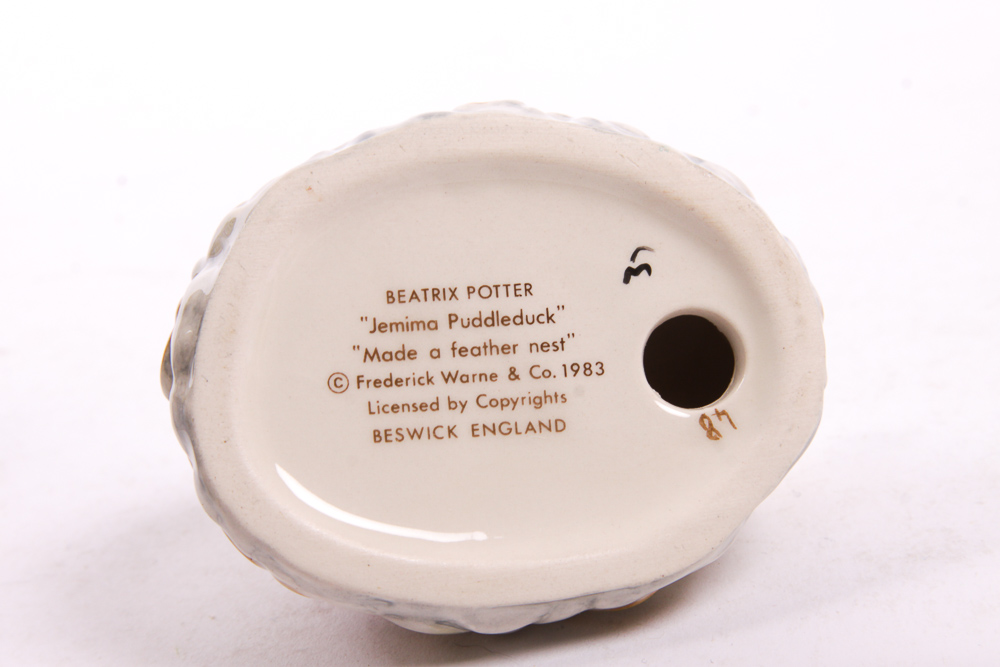 BEATRIX POTTER
"Jemima Puddleduck"
"Made a feather nest"
© Frederick Warne & Co. 1983
Licensed by Copyrights
BESWICK ENGLAND